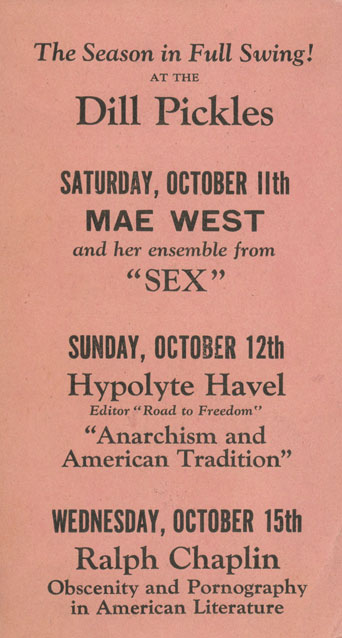 The Season in Full Swing!
AT THE
Dill Pickles
SATURDAY, OCTOBER 11th
MAE WEST
and her ensemble from
"SEX"
SUNDAY, OCTOBER 12th
Hypolyte Havel
Editor "Road to Freedom"
"Anarchism and
American Tradition"
WEDNESDAY, OCTOBER 15th
Ralph Chaplin
Obscenity and Pornography
in American Literature